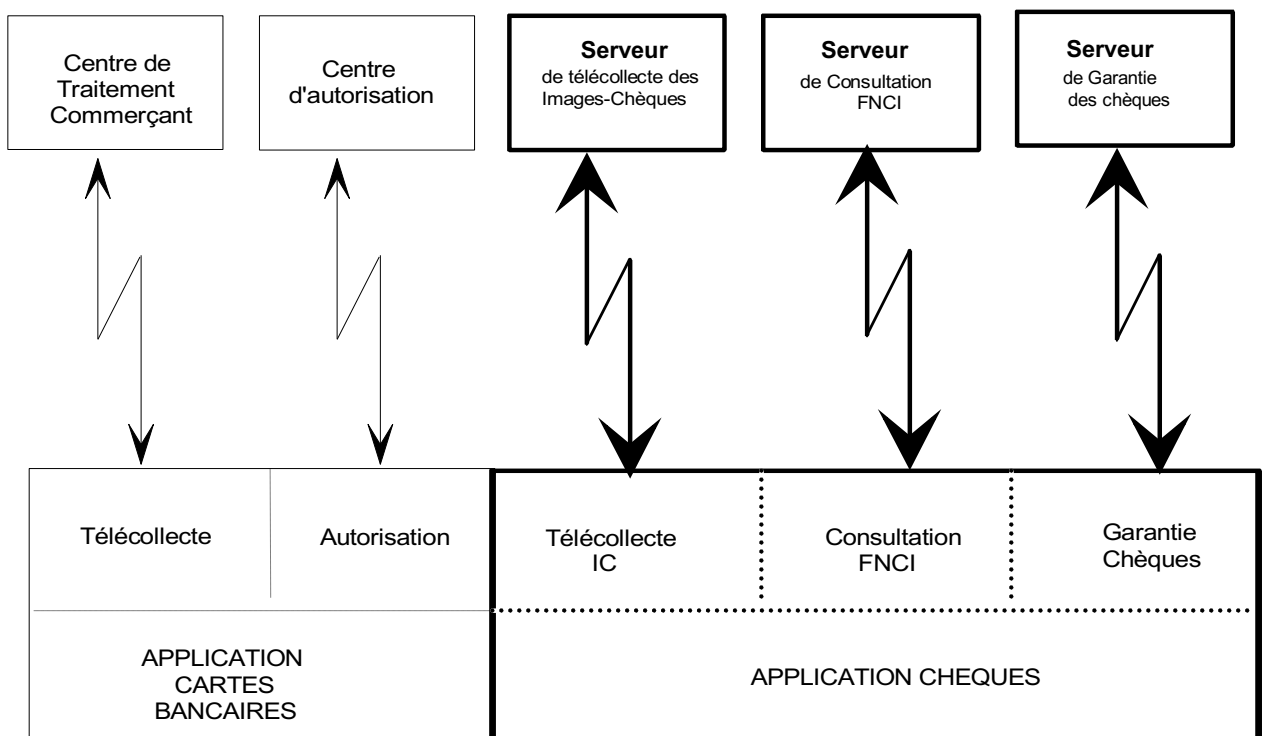 Centre de
Traitement
Commerçant
Centre
d'autorisation
Serveur
de télécollecte des
Images-Chèques
Serveur
de Consultation
FNCI
Serveur
de Garantie
des chèques
Télécollecte
Autorisation
Télécollecte
IC
Consultation
FNCI
Garantie
Chèques
APPLICATION
CARTES
BANCAIRES
APPLICATION CHEQUES